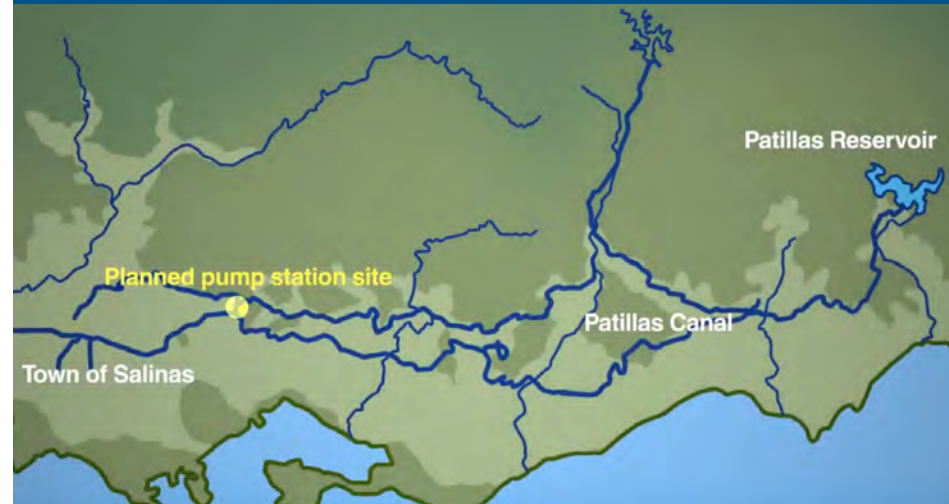 Patillas Reservoir
Planned pump station site
Patillas Canal
Town of Salinas